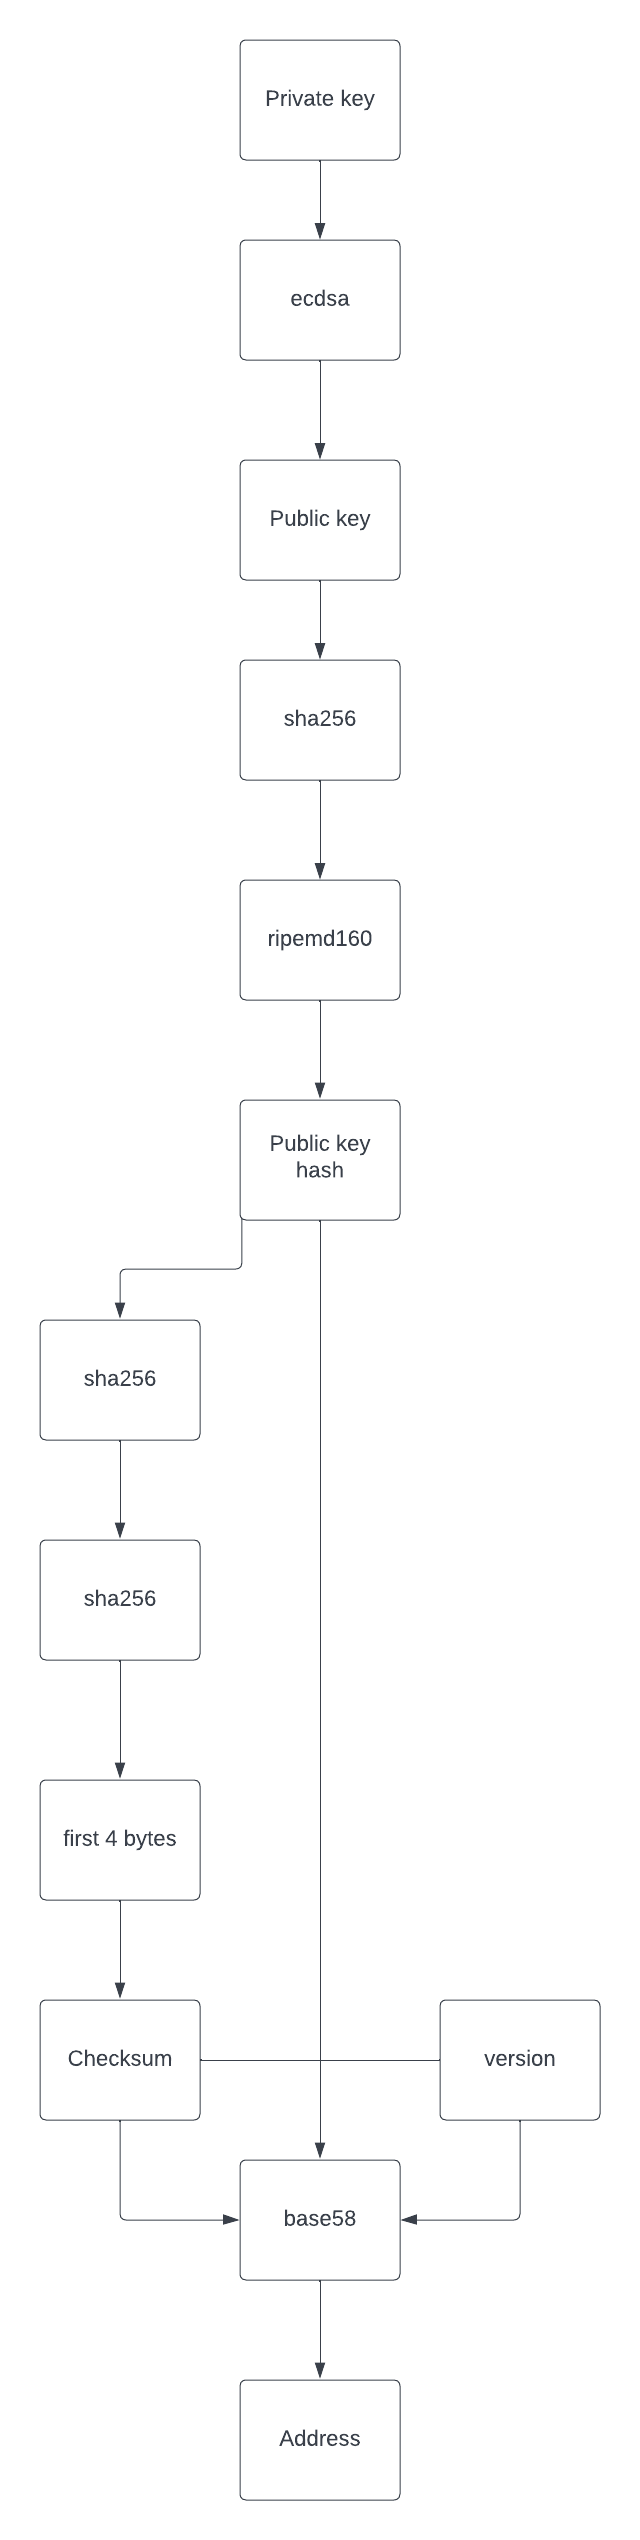 Private key
ecdsa
Public key
sha256
ripemd160
Public key
hash
sha256
sha256
first 4 bytes
Checksum
version
base58
Address